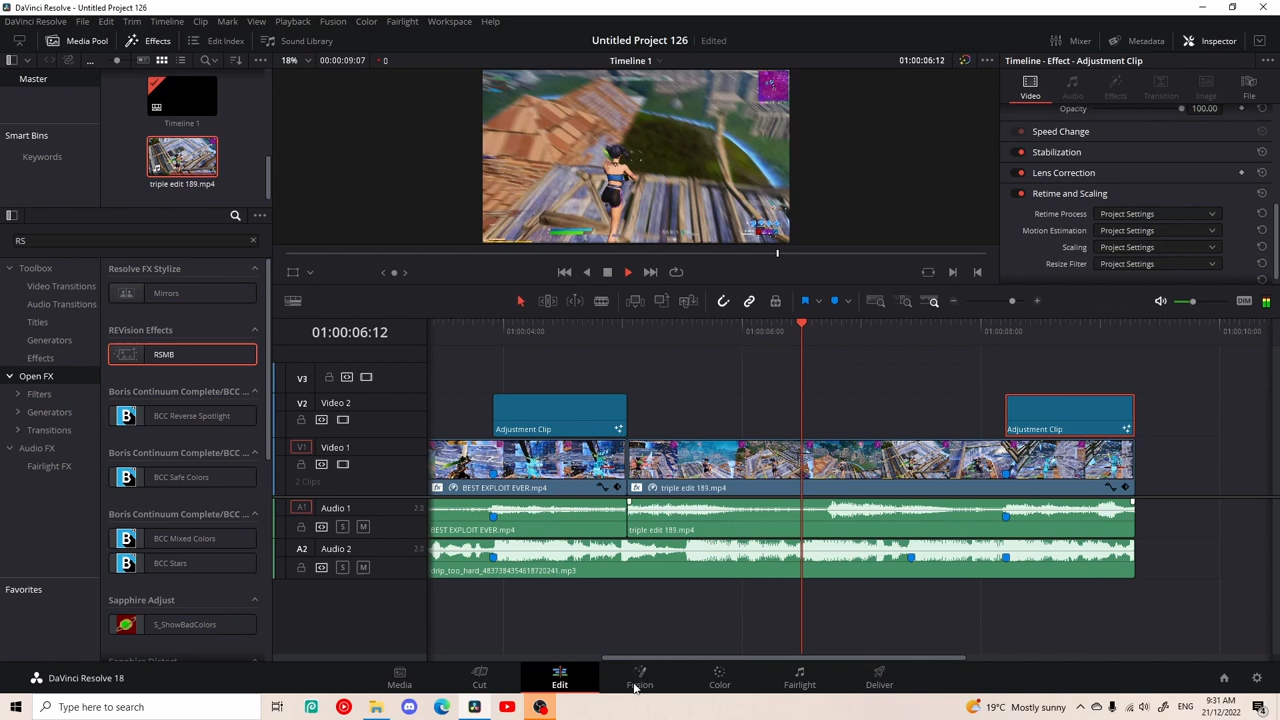 DaVinci Resolve - Untitled Project 126
DaVinci Resolve File Edit Trim Timeline Clip Mark View Playback Fusion Color Fairlight Workspace Help
Media Pool Effects Edit Index Sound Library Untitled Project 126 Edited Mixer Metadata Inspector
... 18% 00:00:09:07 0 Timeline 1 01:00:06:12 Timeline - Effect - Adjustment Clip
Master
Timeline 1
Smart Bins
Keywords
triple edit 189.mp4
Video Audio Effects Transition Image File
Opacity 100.00
Speed Change
Stabilization
Lens Correction
Retime and Scaling
Retime Process Project Settings
Motion Estimation Project Settings
Scaling Project Settings
Resize Filter Project Settings
RS
Toolbox
Video Transitions
Audio Transitions
Titles
Generators
Effects
Open FX
Filters
Generators
Transitions
Audio FX
Fairlight FX
Favorites
Resolve FX Stylize
Mirrors
REVision Effects
RSMB
Boris Continuum Complete/BCC ...
BCC Reverse Spotlight
Boris Continuum Complete/BCC ...
BCC Safe Colors
Boris Continuum Complete/BCC ...
BCC Mixed Colors
BCC Stars
Sapphire Adjust
S_ShowBadColors
DIM
01:00:06:12
01:00:04:00 01:00:06:00 01:00:08:00 01:00:10:00
V3
V2 Video 2
Adjustment Clip Adjustment Clip
V1 Video 1
2 Clips
BEST EXPLOIT EVER.mp4 triple edit 189.mp4
A1 Audio 1 2.0
S M
BEST EXPLOIT EVER.mp4 triple edit 189.mp4
A2 Audio 2 2.0
S M
drip_too_hard_4837384354618720241.mp3
DaVinci Resolve 18
Media Cut Edit Fusion Color Fairlight Deliver
Type here to search
19°C Mostly sunny ENG 9:31 AM
21/12/2022
4